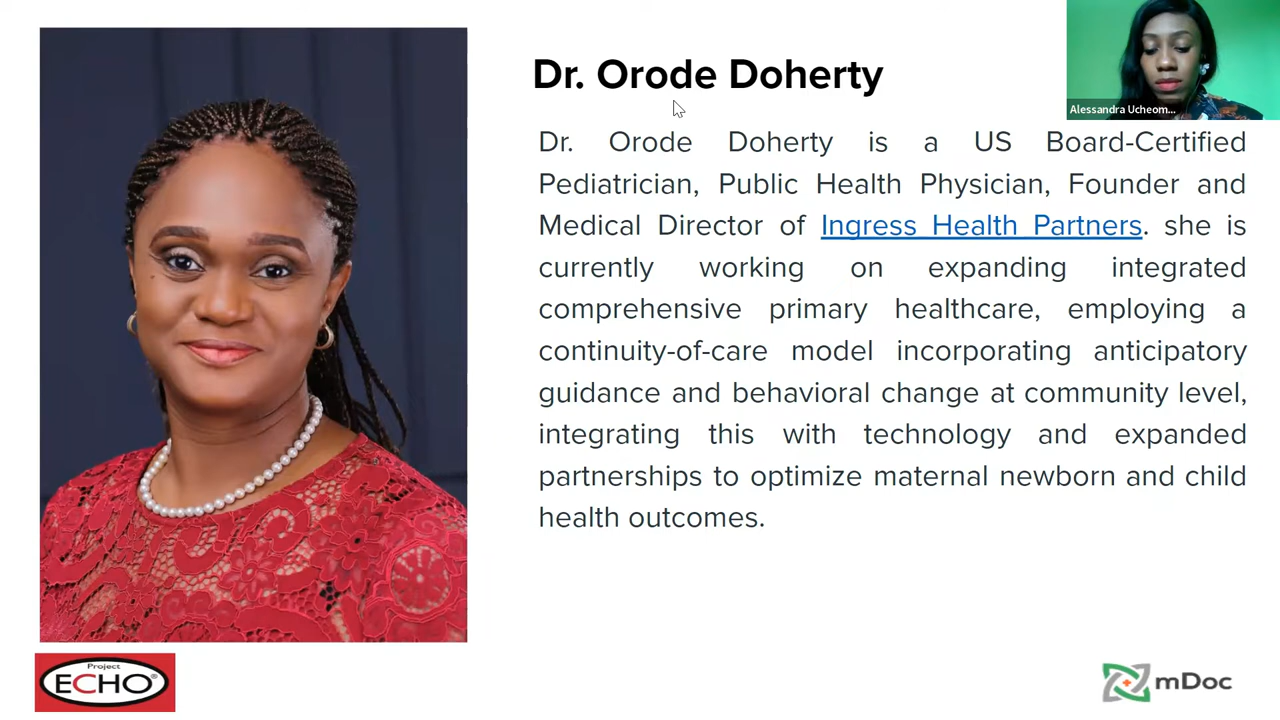 Dr. Orode Doherty
Alessandra Ucheom...
Dr. Orode Doherty is a US Board-Certified
Pediatrician, Public Health Physician, Founder and
Medical Director of Ingress Health Partners. she is
currently working on expanding integrated
comprehensive primary healthcare, employing a
continuity-of-care model incorporating anticipatory
guidance and behavioral change at community level,
integrating this with technology and expanded
partnerships to optimize maternal newborn and child
health outcomes.
Project
ECHO®
mDoc